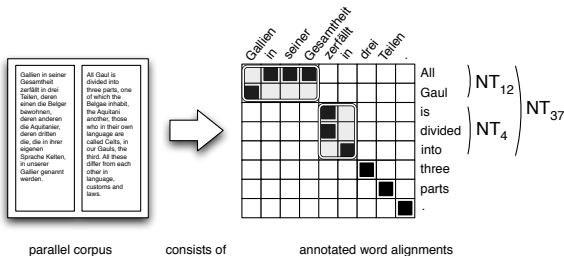 Gallien in seiner
Gesamtheit
zerfällt in drei
Teilen, deren
einen die Belger
bewohnen,
deren anderen
die Aquitanier,
deren dritten
die, die in ihrer
eigenen
Sprache Kelten,
in unserer
Gallier genannt
werden.
All Gaul is
divided into
three parts, one
of which the
Belgae inhabit,
the Aquitani
another, those
who in their own
language are
called Celts, in
our Gauls, the
third. All these
differ from each
other in
language,
customs and
laws.
Gallien
in
seiner
Gesamtheit
zerfällt
in
drei
Teilen
.
All
Gaul
is
divided
into
three
parts
.
NT12
NT4
NT37
parallel corpus
consists of
annotated word alignments